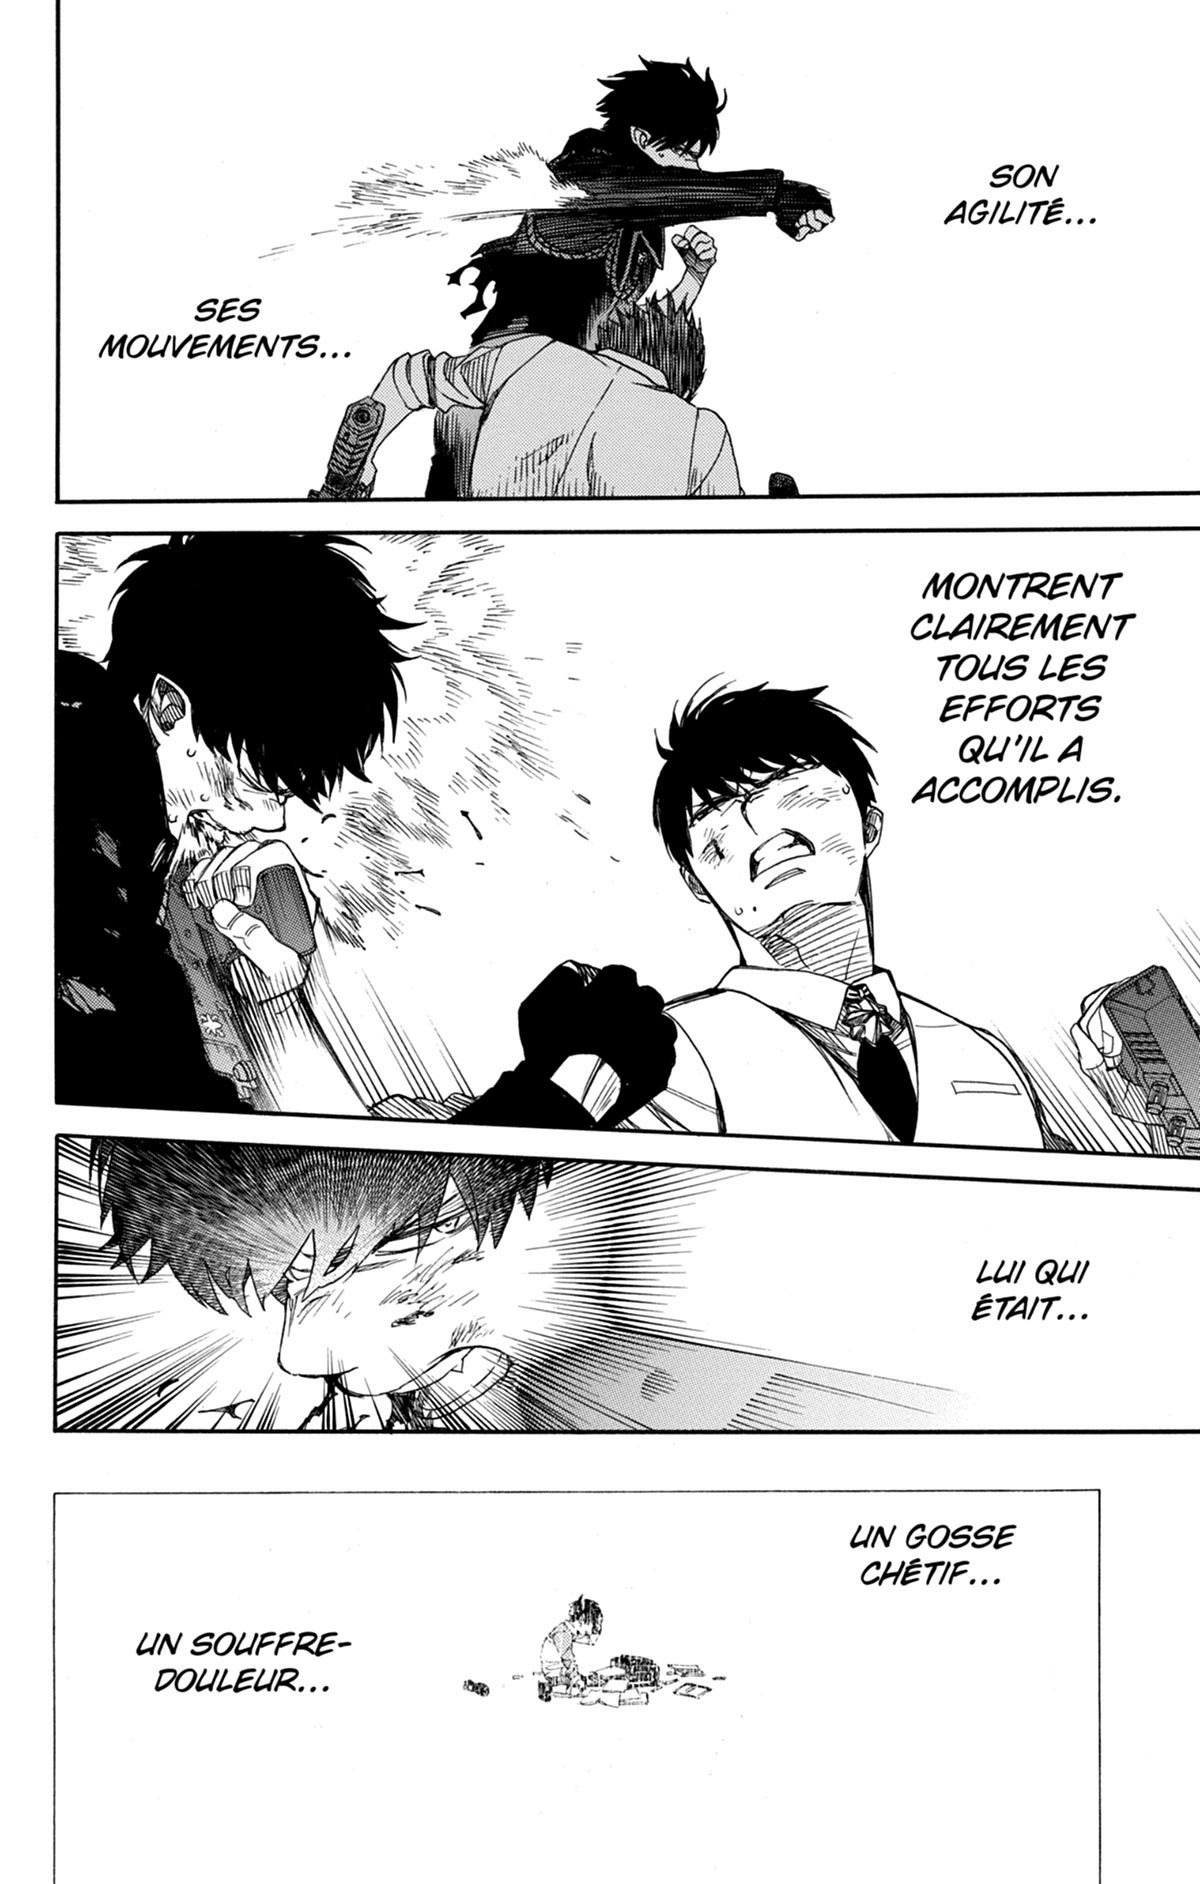 SON
AGILITÉ...
SES
MOUVEMENTS...
MONTRENT
CLAIREMENT
TOUS LES
EFFORTS
QU'IL A
ACCOMPLIS.
LUI QUI
ÉTAIT...
UN GOSSE
CHÉTIF...
UN SOUFFRE-
DOULEUR...